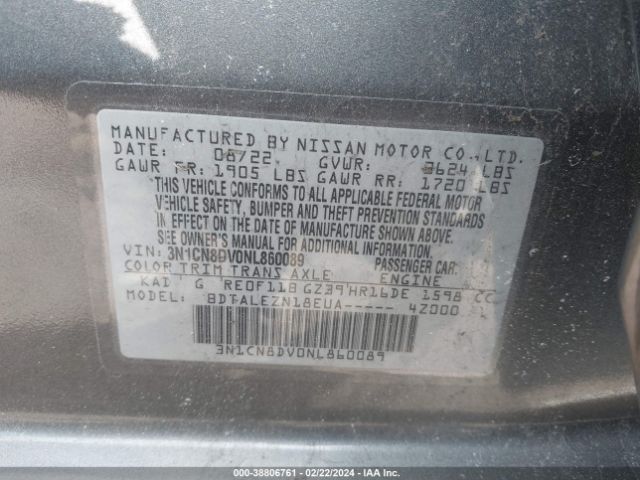 MANUFACTURED BY NISSAN MOTOR CO., LTD.
DATE: 08/22 GVWR: 3624 LBS
GAWR FR: 1905 LBS GAWR RR: 1720 LBS
THIS VEHICLE CONFORMS TO ALL APPLICABLE FEDERAL MOTOR
VEHICLE SAFETY, BUMPER AND THEFT PREVENTION STANDARDS
IN EFFECT ON THE DATE OF MANUFACTURE SHOWN ABOVE.
SEE OWNER'S MANUAL FOR ADDITIONAL INFORMATION.
VIN: 3N1CN8DV0NL860089 PASSENGER CAR
COLOR TRIM TRANS AXLE ENGINE
KAD G RE0F11B GZ39 HR16DE 1598 CC
MODEL: BDTALEZN18EUA----- 4Z000 1
3N1CN8DV0NL860089
000-38806761 - 02/22/2024 - IAA Inc.